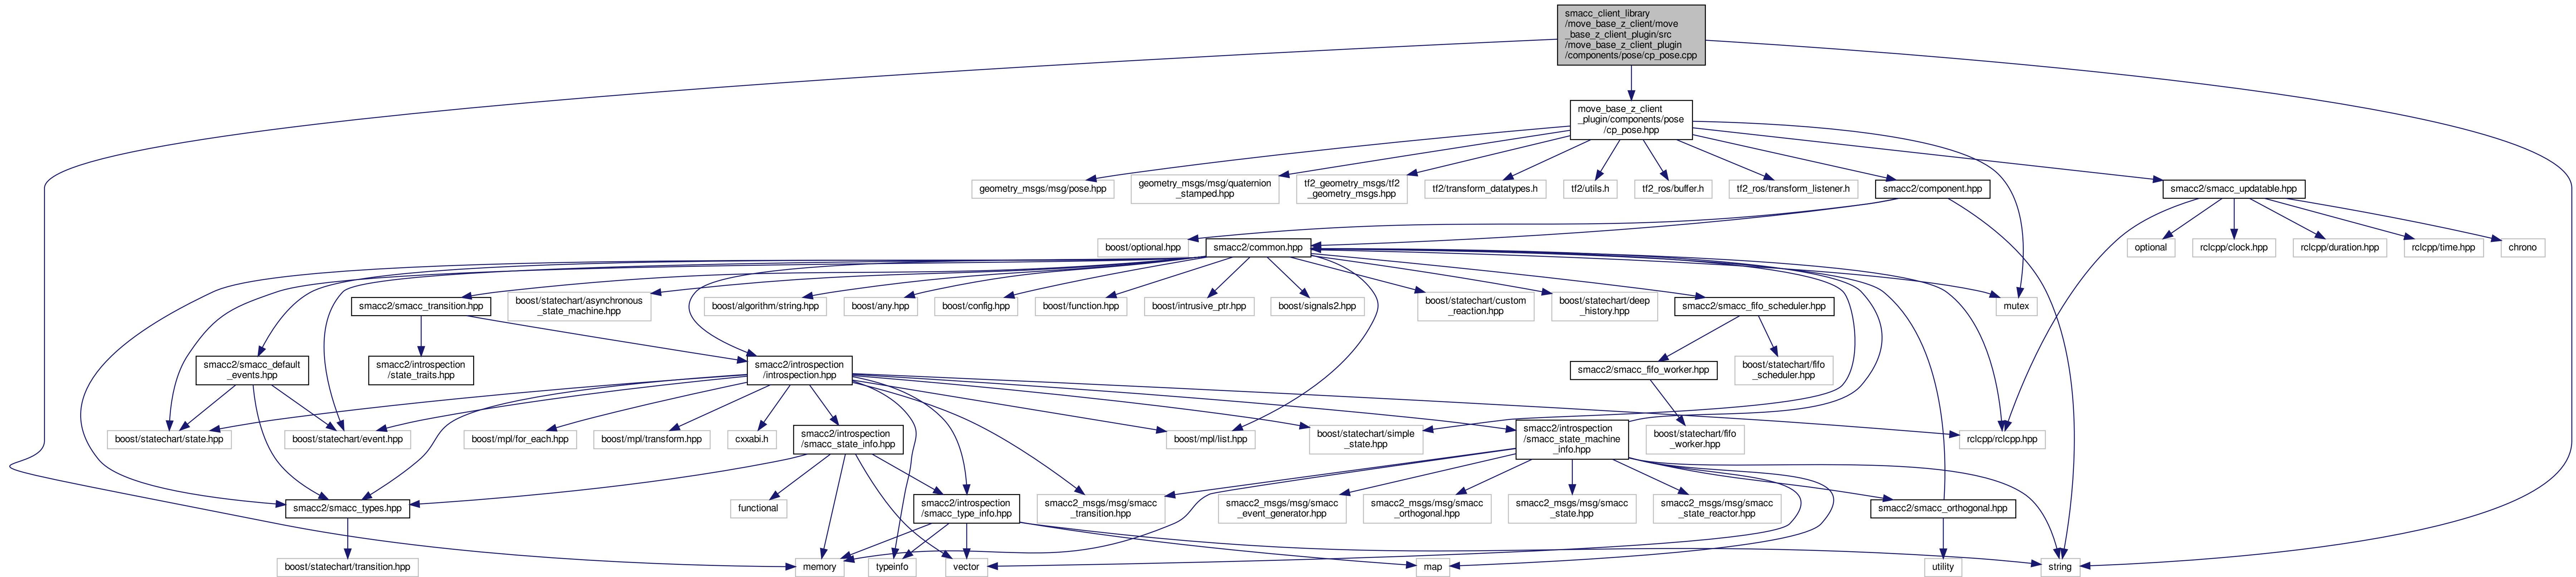 smacc_client_library
/move_base_z_client/move
_base_z_client_plugin/src
/move_base_z_client_plugin
/components/pose/cp_pose.cpp
move_base_z_client
_plugin/components/pose
/cp_pose.hpp
geometry_msgs/msg/pose.hpp
geometry_msgs/msg/quaternion
_stamped.hpp
tf2_geometry_msgs/tf2
_geometry_msgs.hpp
tf2/transform_datatypes.h
tf2/utils.h
tf2_ros/buffer.h
tf2_ros/transform_listener.h
smacc2/component.hpp
smacc2/smacc_updatable.hpp
boost/optional.hpp
smacc2/common.hpp
optional
rclcpp/clock.hpp
rclcpp/duration.hpp
rclcpp/time.hpp
chrono
smacc2/smacc_transition.hpp
boost/statechart/asynchronous
_state_machine.hpp
boost/algorithm/string.hpp
boost/any.hpp
boost/config.hpp
boost/function.hpp
boost/intrusive_ptr.hpp
boost/signals2.hpp
boost/statechart/custom
_reaction.hpp
boost/statechart/deep
_history.hpp
smacc2/smacc_fifo_scheduler.hpp
mutex
smacc2/smacc_default
_events.hpp
smacc2/introspection
/state_traits.hpp
smacc2/introspection
/introspection.hpp
smacc2/smacc_fifo_worker.hpp
boost/statechart/fifo
_scheduler.hpp
boost/statechart/state.hpp
boost/statechart/event.hpp
boost/mpl/for_each.hpp
boost/mpl/transform.hpp
cxxabi.h
smacc2/introspection
/smacc_state_info.hpp
boost/mpl/list.hpp
boost/statechart/simple
_state.hpp
smacc2/introspection
/smacc_state_machine
_info.hpp
boost/statechart/fifo
_worker.hpp
rclcpp/rclcpp.hpp
smacc2/smacc_types.hpp
functional
smacc2/introspection
/smacc_type_info.hpp
smacc2_msgs/msg/smacc
_transition.hpp
smacc2_msgs/msg/smacc
_event_generator.hpp
smacc2_msgs/msg/smacc
_orthogonal.hpp
smacc2_msgs/msg/smacc
_state.hpp
smacc2_msgs/msg/smacc
_state_reactor.hpp
smacc2/smacc_orthogonal.hpp
boost/statechart/transition.hpp
memory
typeinfo
vector
map
utility
string